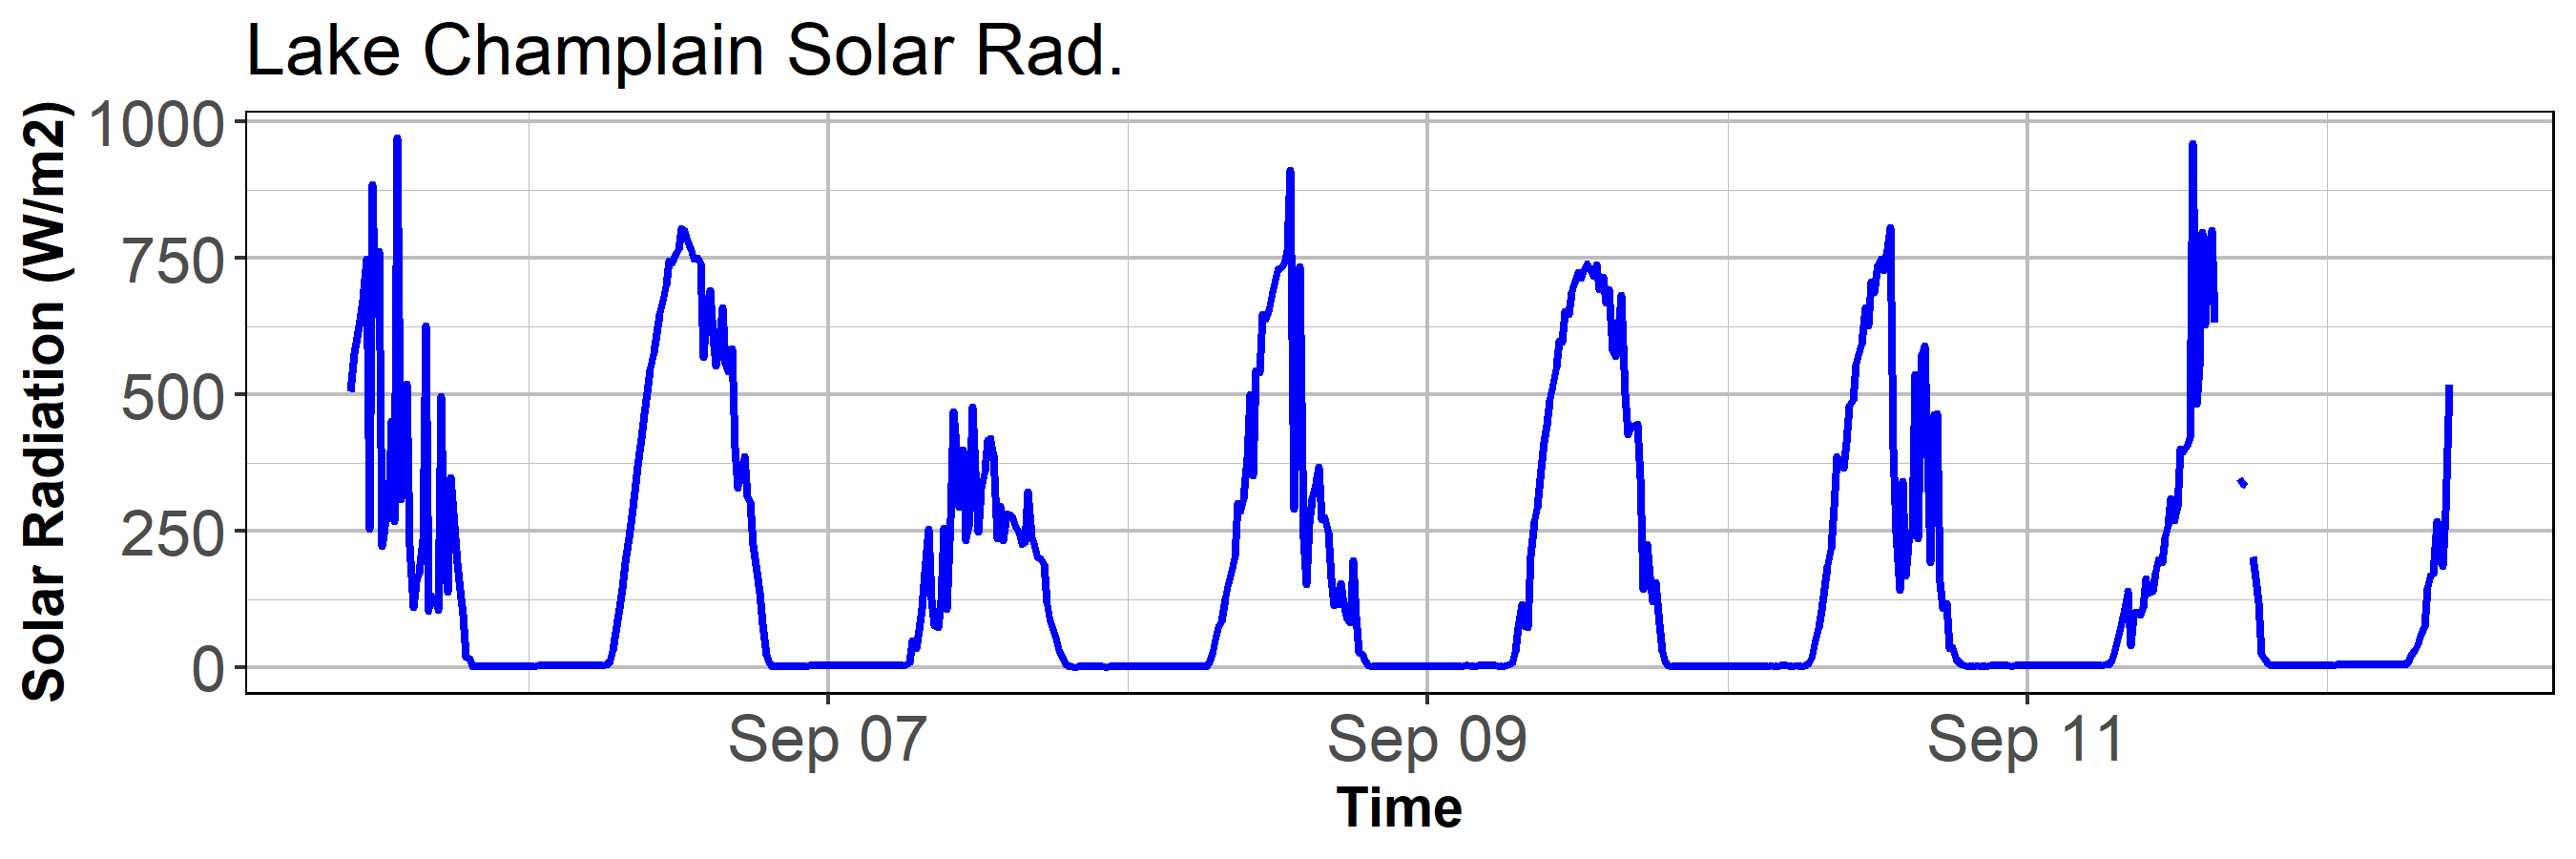 Lake Champlain Solar Rad.
Solar Radiation (W/m2)
1000
750
500
250
0
Sep 07 Sep 09 Sep 11
Time